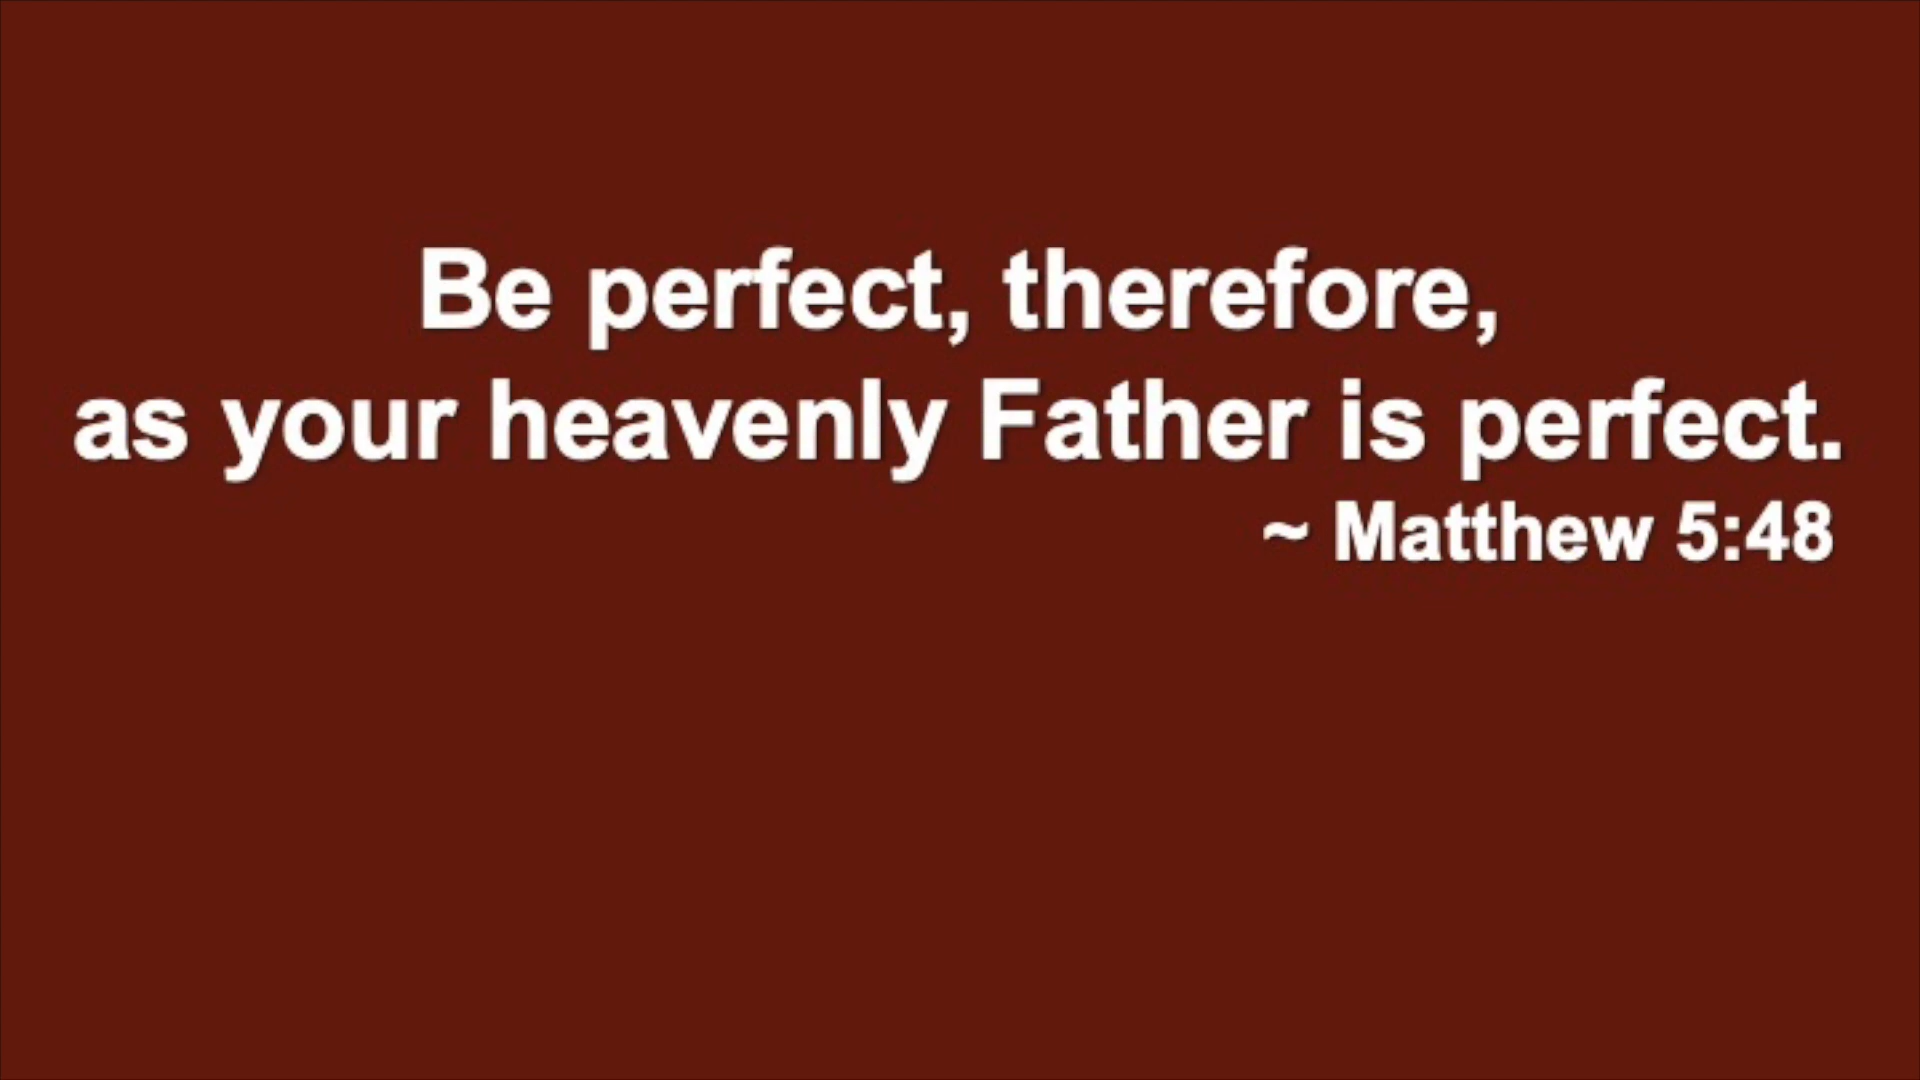 Be perfect, therefore,
as your heavenly Father is perfect.
~ Matthew 5:48